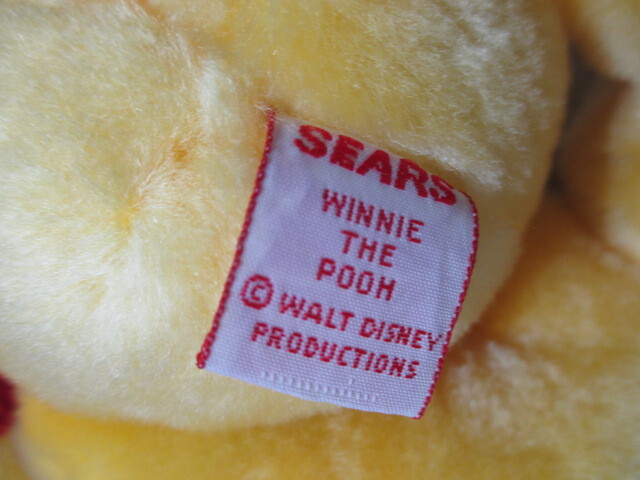 SEARS
WINNIE
THE
POOH
© WALT DISNEY
PRODUCTIONS